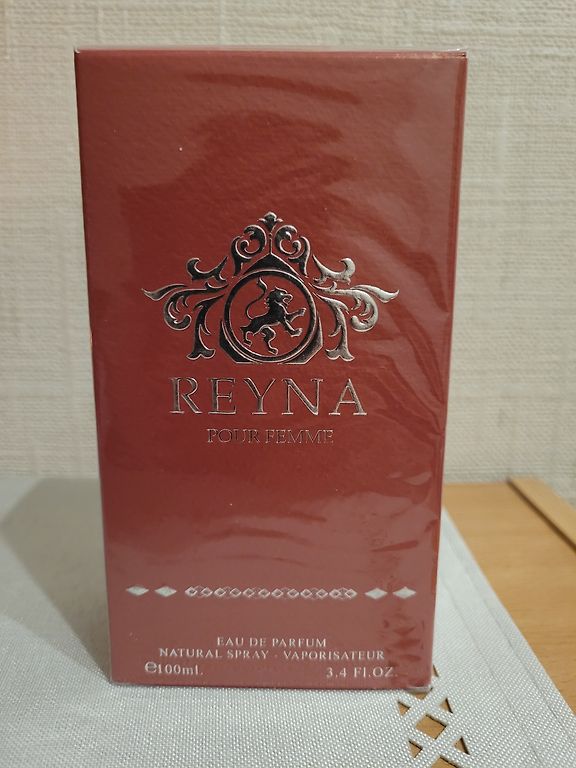 REYNA
POUR FEMME
EAU DE PARFUM
NATURAL SPRAY · VAPORISATEUR
℮100mL 3.4 Fl.OZ.